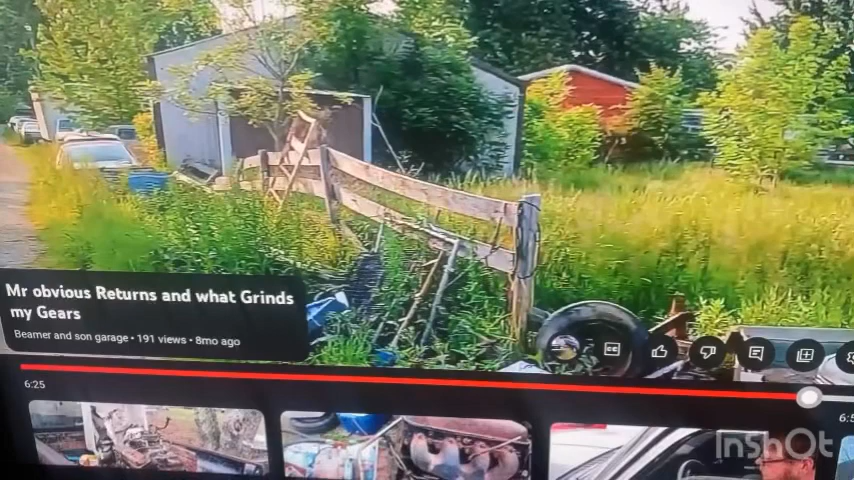 Mr obvious Returns and what Grinds
my Gears
Beamer and son garage • 191 views • 8mo ago
CC
6:25
InShOt